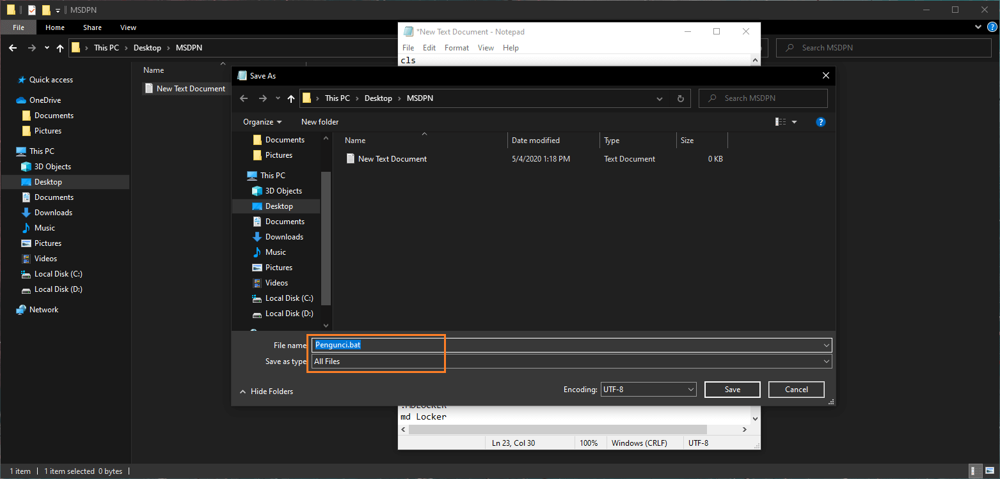 MSDPN
File Home Share View
This PC Desktop MSDPN
Search MSDPN
Quick access
OneDrive
Documents
Pictures
This PC
3D Objects
Desktop
Documents
Downloads
Music
Pictures
Videos
Local Disk (C:)
Local Disk (D:)
Network
Name
New Text Document
1 item 1 item selected 0 bytes
*New Text Document - Notepad
File Edit Format View Help
cls
Save As
This PC Desktop MSDPN
Search MSDPN
Organize New folder
Documents
Pictures
This PC
3D Objects
Desktop
Documents
Downloads
Music
Pictures
Videos
Local Disk (C:)
Local Disk (D:)
Name Date modified Type Size
New Text Document 5/4/2020 1:18 PM Text Document 0 KB
File name Pengunci.bat
Save as type All Files
Hide Folders
Encoding: UTF-8 Save Cancel
:MDLOCKER
md Locker
Ln 23, Col 30 100% Windows (CRLF) UTF-8